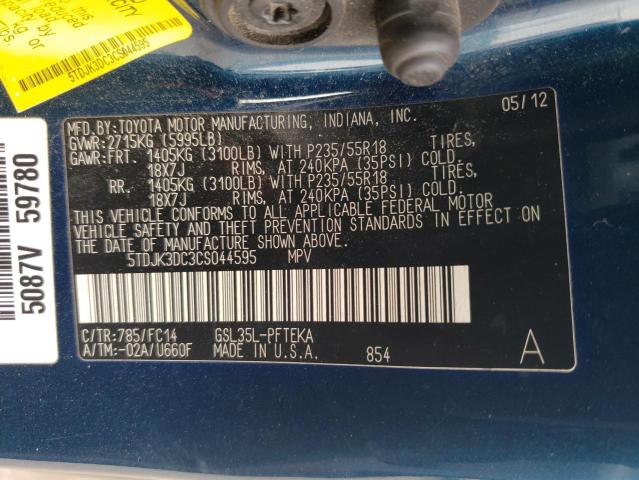 5TDJK3DC3CS044595
5087V 59780
05/12
MFD.BY:TOYOTA MOTOR MANUFACTURING, INDIANA, INC.
GVWR:2715KG (5995LB)
GAWR:FRT. 1405KG (3100LB) WITH P235/55R18 TIRES,
18X7J RIMS, AT 240KPA (35PSI) COLD.
RR. 1405KG (3100LB) WITH P235/55R18 TIRES,
18X7J RIMS, AT 240KPA (35PSI) COLD.
THIS VEHICLE CONFORMS TO ALL APPLICABLE FEDERAL MOTOR
VEHICLE SAFETY AND THEFT PREVENTION STANDARDS IN EFFECT ON
THE DATE OF MANUFACTURE SHOWN ABOVE.
5TDJK3DC3CS044595 MPV
C/TR:785/FC14 GSL35L-PFTEKA
A/TM:-02A/U660F MADE IN U.S.A. 854 A